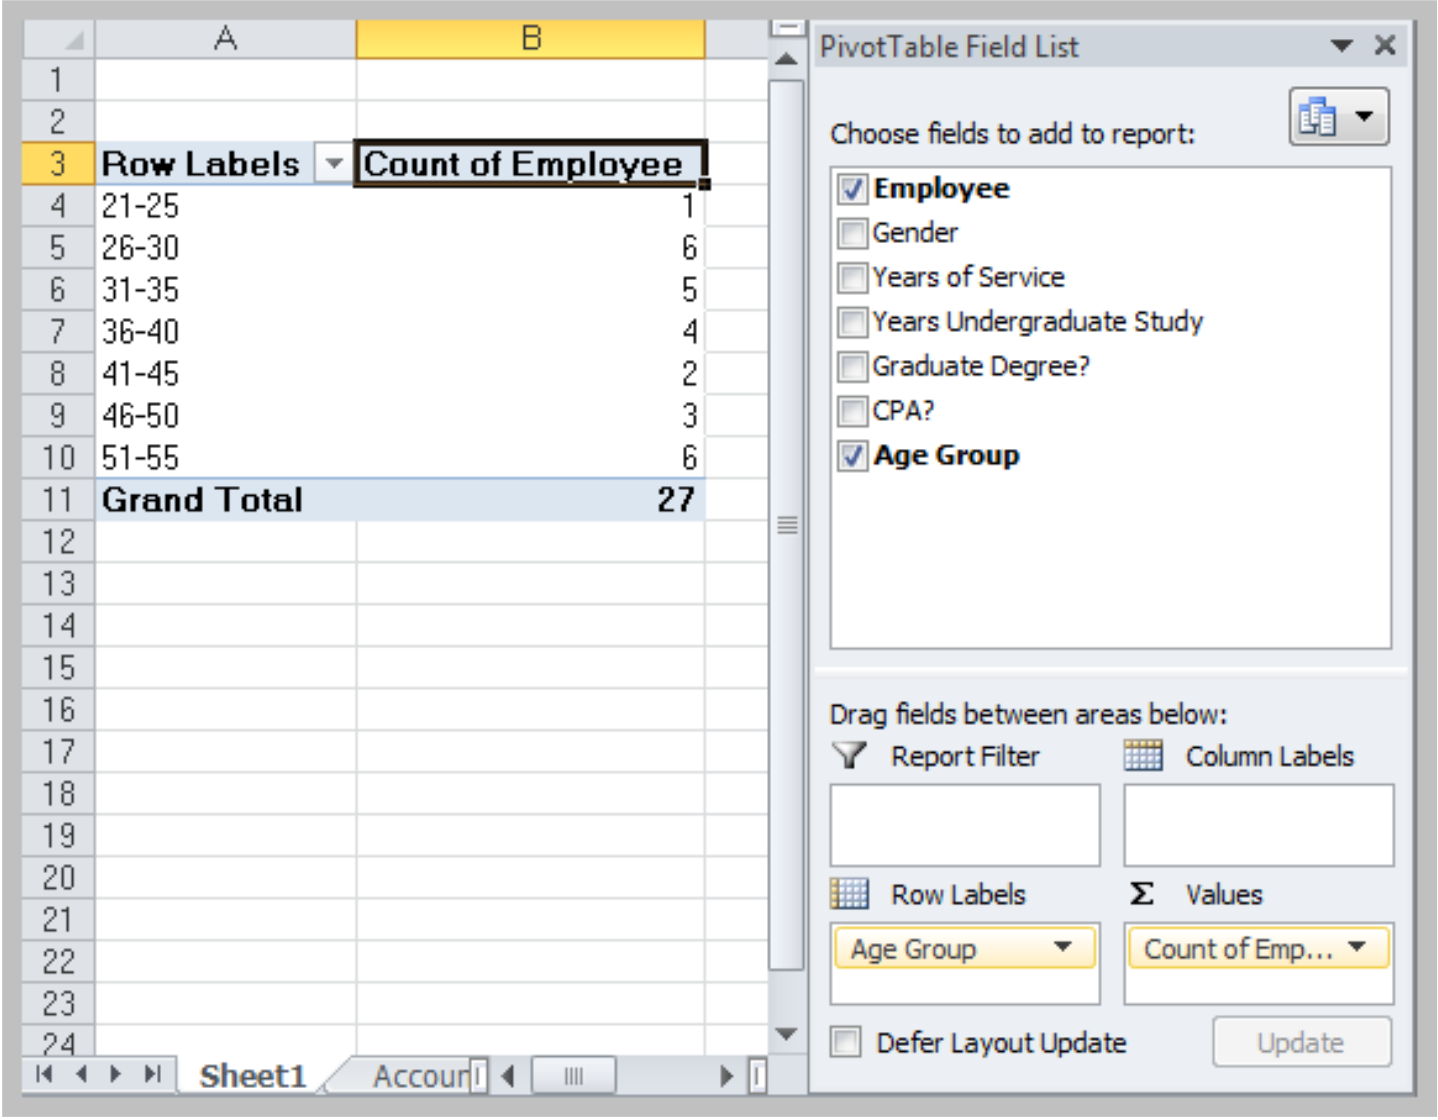 A B
1
2
3 Row Labels Count of Employee
4 21-25 1
5 26-30 6
6 31-35 5
7 36-40 4
8 41-45 2
9 46-50 3
10 51-55 6
11 Grand Total 27
12
13
14
15
16
17
18
19
20
21
22
23
24
Sheet1 Accoun
PivotTable Field List
Choose fields to add to report:
Employee
Gender
Years of Service
Years Undergraduate Study
Graduate Degree?
CPA?
Age Group
Drag fields between areas below:
Report Filter Column Labels
Row Labels Σ Values
Age Group Count of Emp...
Defer Layout Update Update